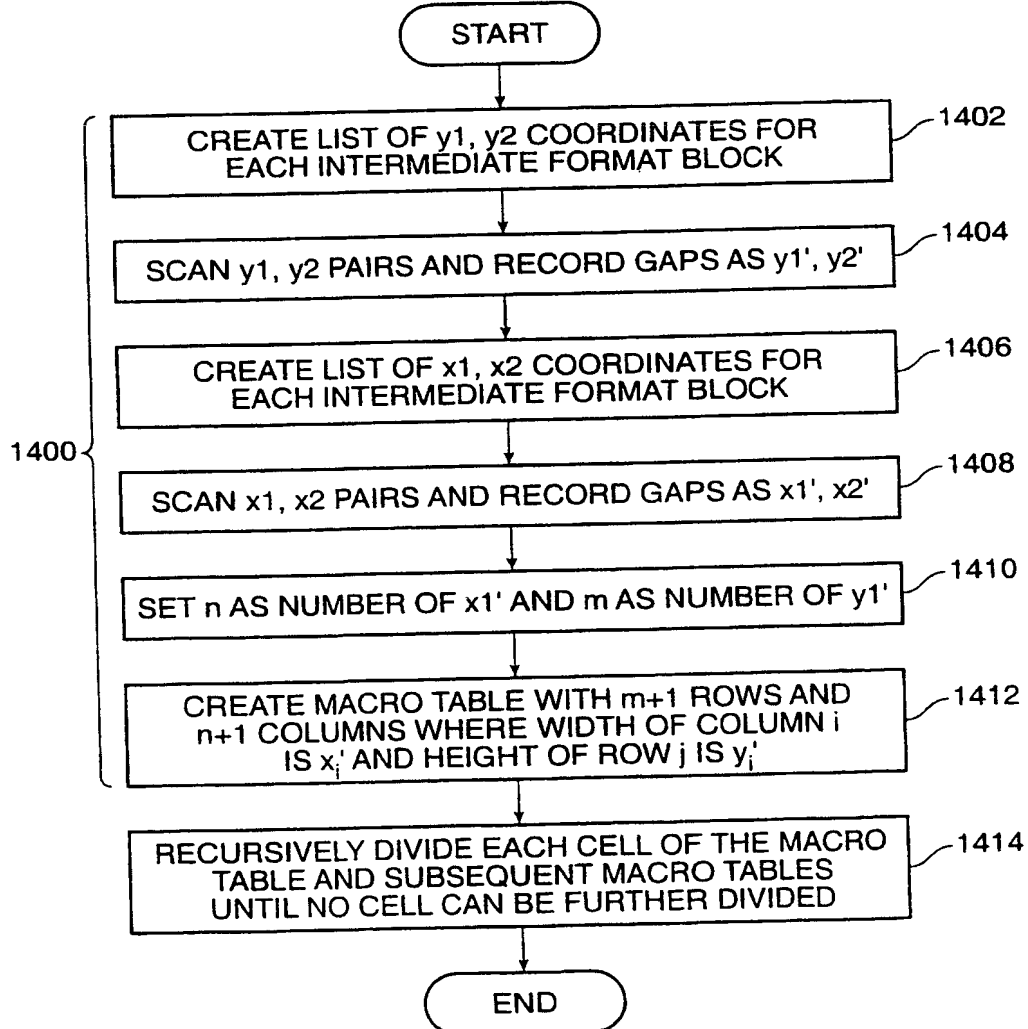 START
CREATE LIST OF y1, y2 COORDINATES FOR
EACH INTERMEDIATE FORMAT BLOCK
1402
SCAN y1, y2 PAIRS AND RECORD GAPS AS y1', y2'
1404
CREATE LIST OF x1, x2 COORDINATES FOR
EACH INTERMEDIATE FORMAT BLOCK
1406
1400
SCAN x1, x2 PAIRS AND RECORD GAPS AS x1', x2'
1408
SET n AS NUMBER OF x1' AND m AS NUMBER OF y1'
1410
CREATE MACRO TABLE WITH m+1 ROWS AND
n+1 COLUMNS WHERE WIDTH OF COLUMN i
IS xi' AND HEIGHT OF ROW j IS yi'
1412
RECURSIVELY DIVIDE EACH CELL OF THE MACRO
TABLE AND SUBSEQUENT MACRO TABLES
UNTIL NO CELL CAN BE FURTHER DIVIDED
1414
END